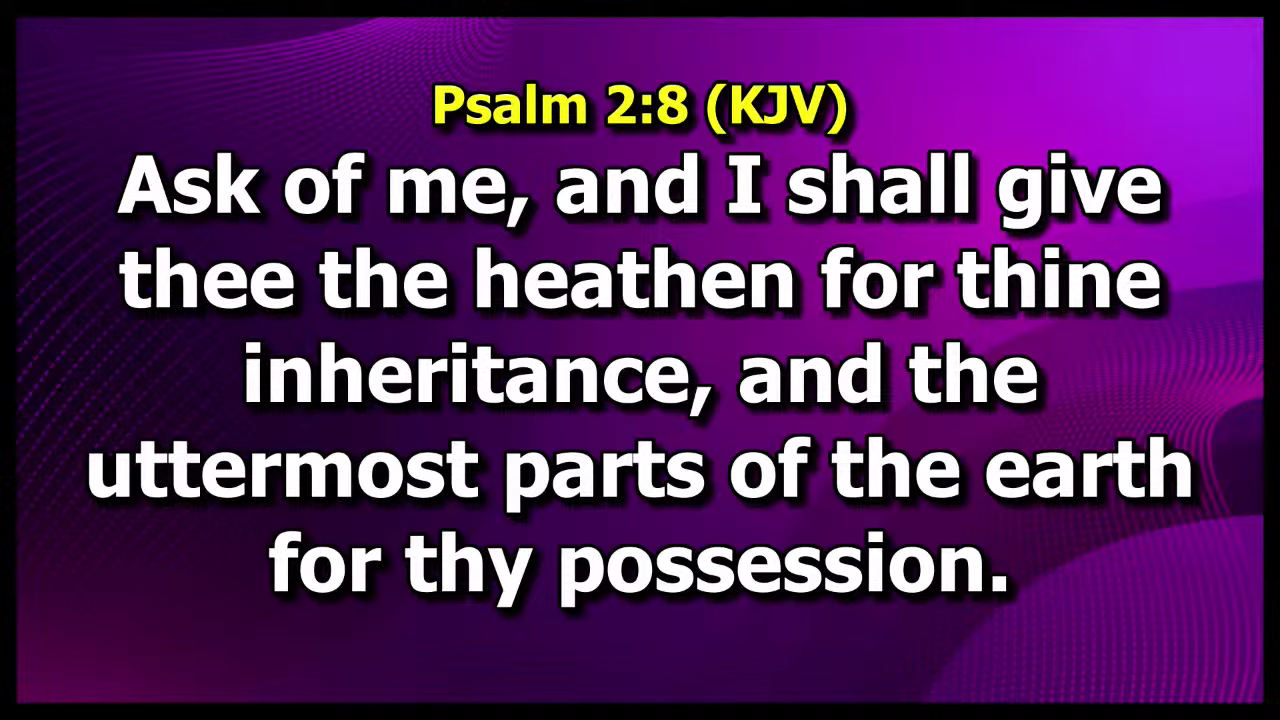 Psalm 2:8 (KJV)
Ask of me, and I shall give
thee the heathen for thine
inheritance, and the
uttermost parts of the earth
for thy possession.